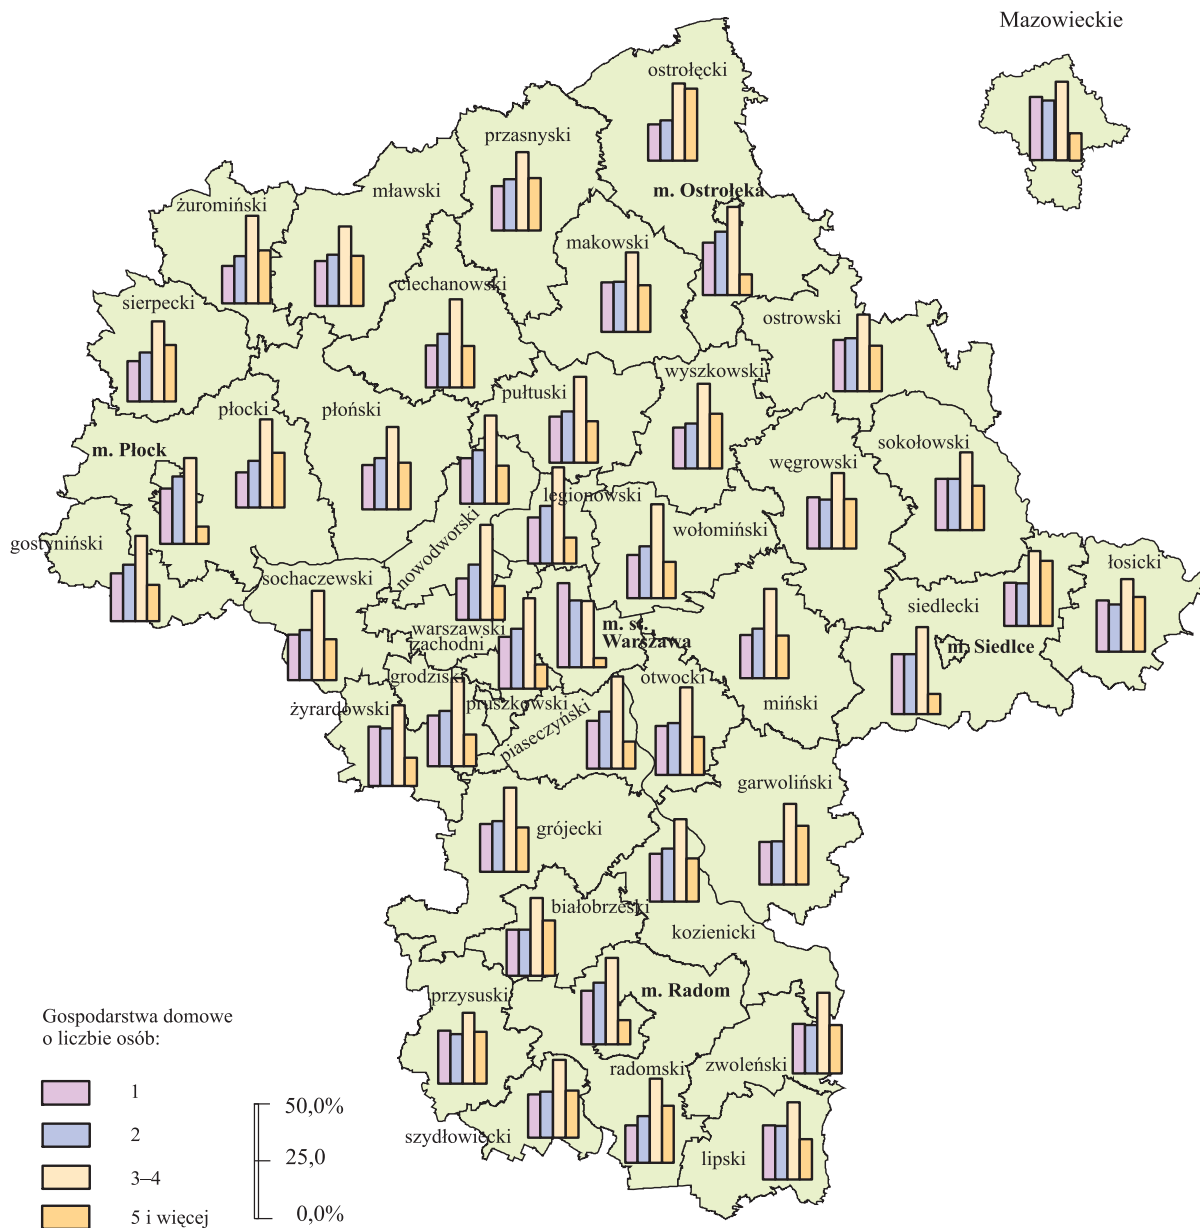 Mazowieckie
ostrołęcki
przasnyski
m. Ostrołęka
mławski
żuromiński
makowski
ciechanowski
sierpecki
ostrowski
wyszkowski
pułtuski
płocki
płoński
m. Płock
sokołowski
węgrowski
legionowski
wołomiński
nowodworski
gostyniński
sochaczewski
łosicki
siedlecki
warszawski
zachodni
m. st.
Warszawa
m. Siedlce
grodziski
pruszkowski
otwocki
miński
żyrardowski
piaseczyński
garwoliński
grójecki
białobrzeski
kozienicki
przysuski
m. Radom
Gospodarstwa domowe
o liczbie osób:
radomski
zwoleński
1
50,0%
2
szydłowiecki
25,0
lipski
3–4
5 i więcej
0,0%